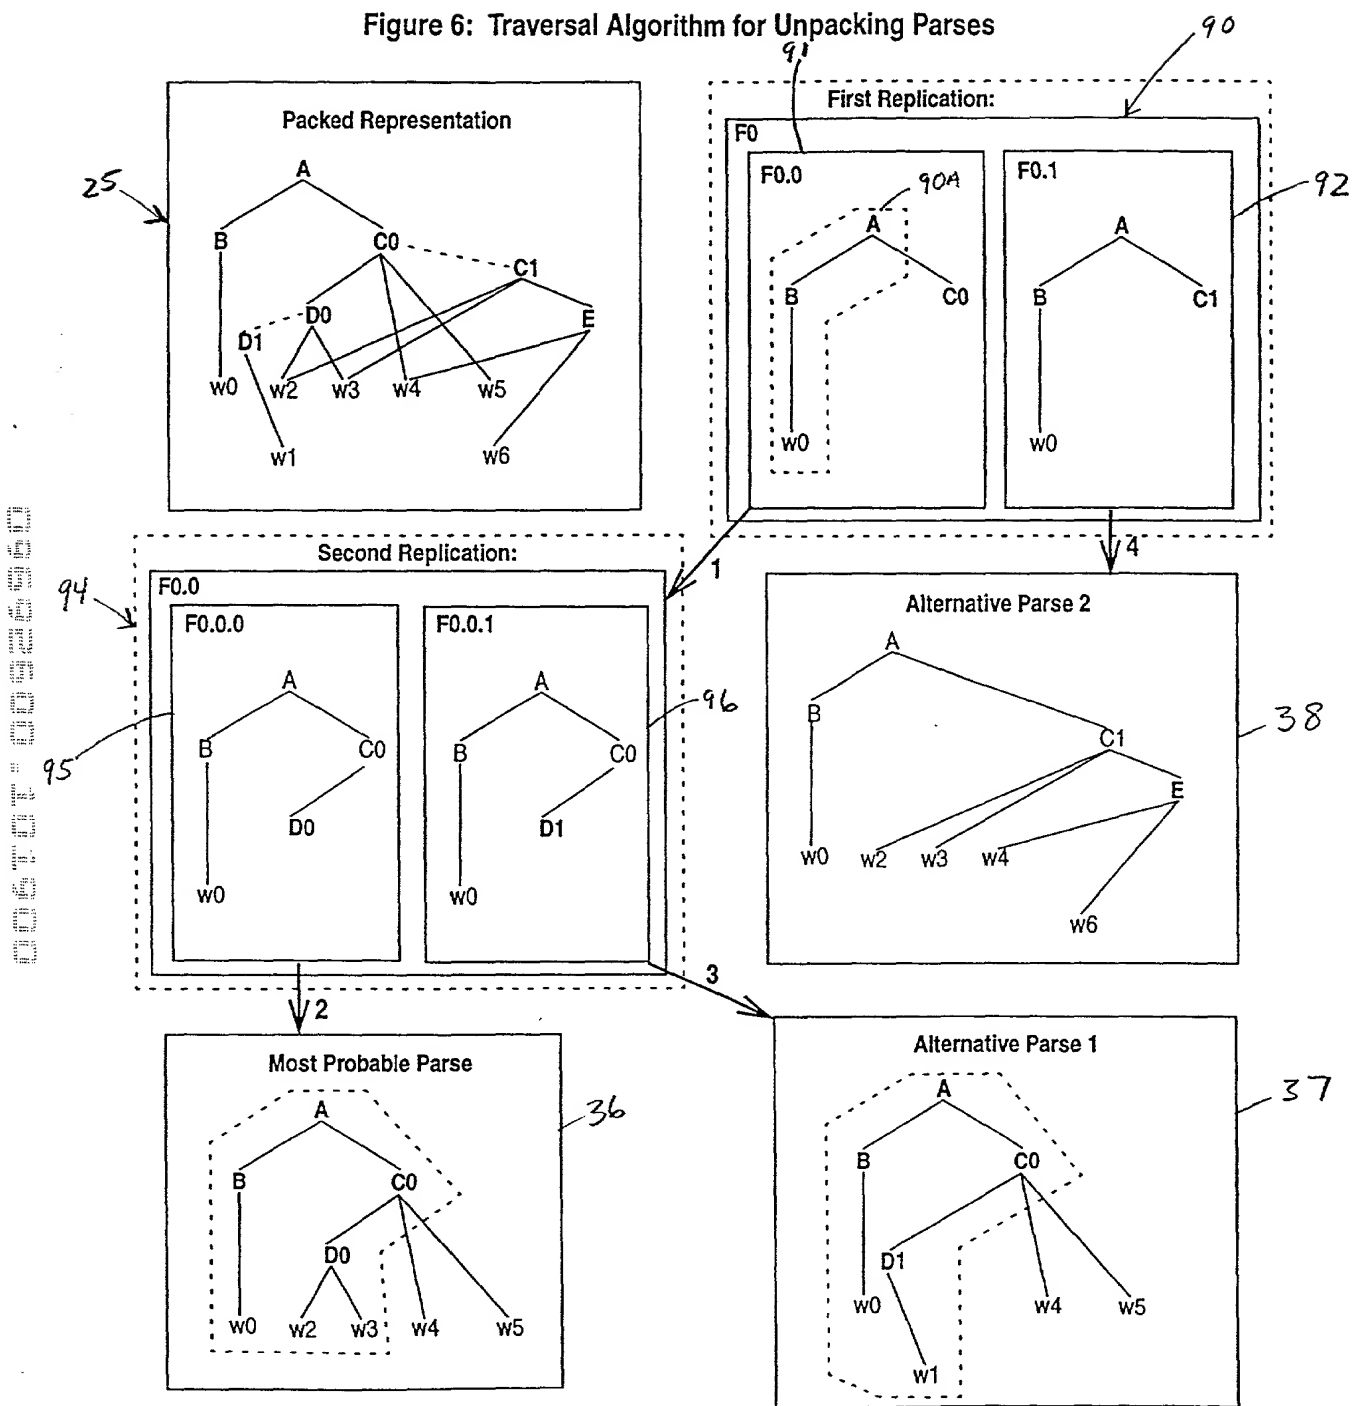 Figure 6: Traversal Algorithm for Unpacking Parses
90
91
Packed Representation
A
25
B
C0
C1
D0
D1
E
w0
w2
w3
w4
w5
w1
w6
First Replication:
F0
F0.0
90A
A
B
C0
w0
F0.1
A
B
C1
w0
92
1
4
Second Replication:
94
F0.0
F0.0.0
A
B
C0
D0
w0
95
F0.0.1
A
B
C0
D1
w0
96
Alternative Parse 2
A
B
C1
E
w0
w2
w3
w4
w6
38
2
3
Most Probable Parse
A
B
C0
D0
w0
w2
w3
w4
w5
36
Alternative Parse 1
A
B
C0
D1
w0
w4
w5
w1
37